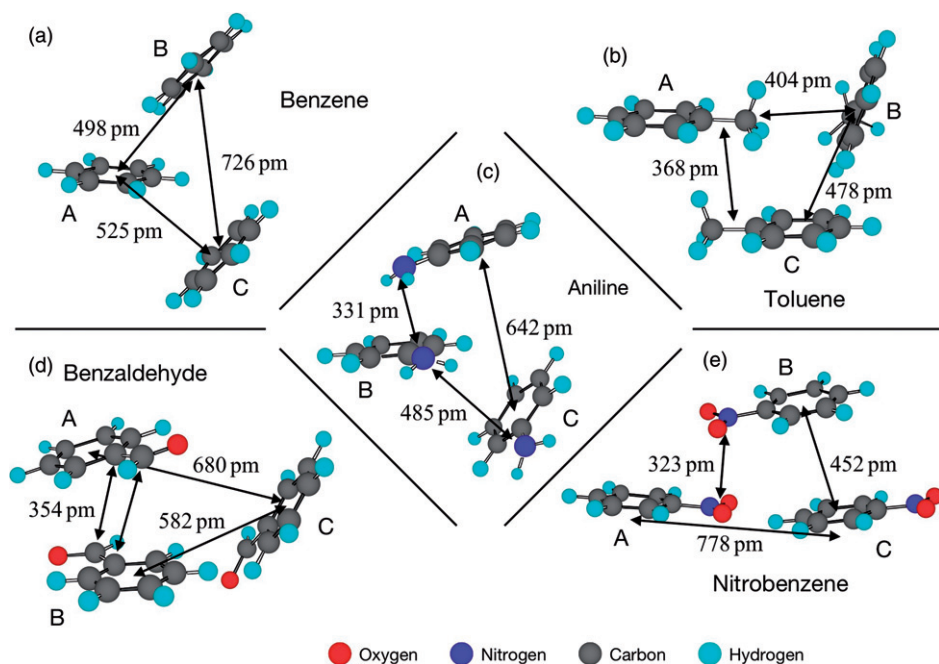 (a)
B
Benzene
498 pm
726 pm
A
525 pm
C
(b)
A
404 pm
B
368 pm
478 pm
C
Toluene
(c)
A
Aniline
331 pm
642 pm
B
485 pm
C
(d)
Benzaldehyde
A
680 pm
354 pm
582 pm
C
B
(e)
B
323 pm
452 pm
A
778 pm
C
Nitrobenzene
Oxygen
Nitrogen
Carbon
Hydrogen